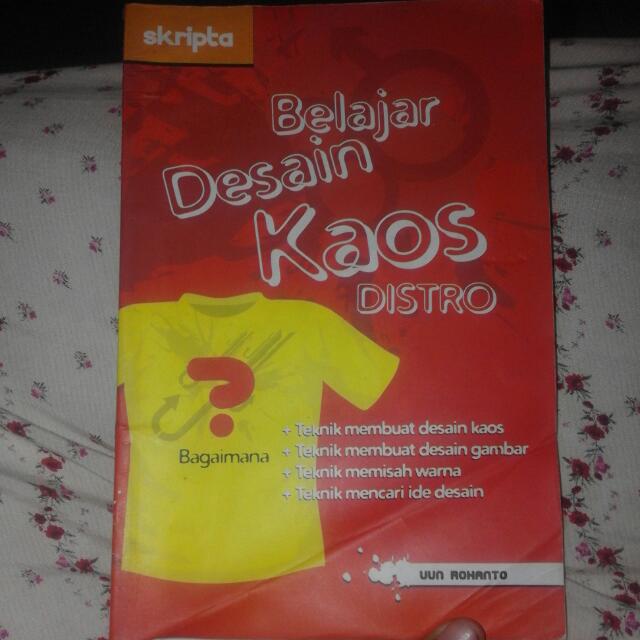 skripta
Belajar
Desain
Kaos
DISTRO
?
Bagaimana
+ Teknik membuat desain kaos
+ Teknik membuat desain gambar
+ Teknik memisah warna
+ Teknik mencari ide desain
UUN ROHANTO